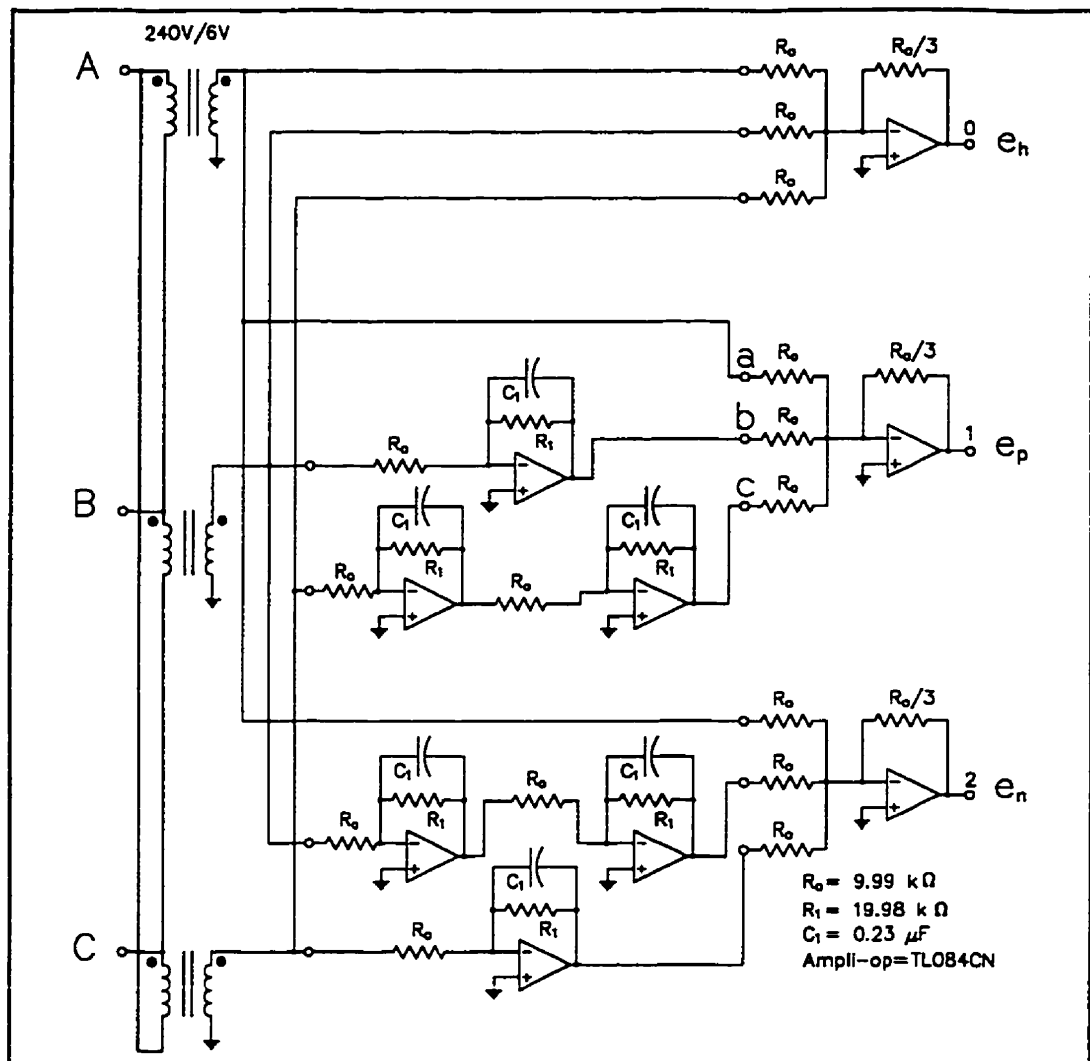 240V/6V
A
Rₒ
Rₒ/3
Rₒ
0
eₕ
Rₒ
a
Rₒ
Rₒ/3
C₁
b
Rₒ
R₁
1
eₚ
Rₒ
c
Rₒ
B
C₁
C₁
Rₒ
R₁
Rₒ
R₁
Rₒ
Rₒ/3
C₁
Rₒ
C₁
Rₒ
2
eₙ
Rₒ
R₁
R₁
Rₒ
C₁
Rₒ
R₁
C
Rₒ= 9.99 kΩ
R₁= 19.98 kΩ
C₁= 0.23 μF
Ampli-op=TL084CN